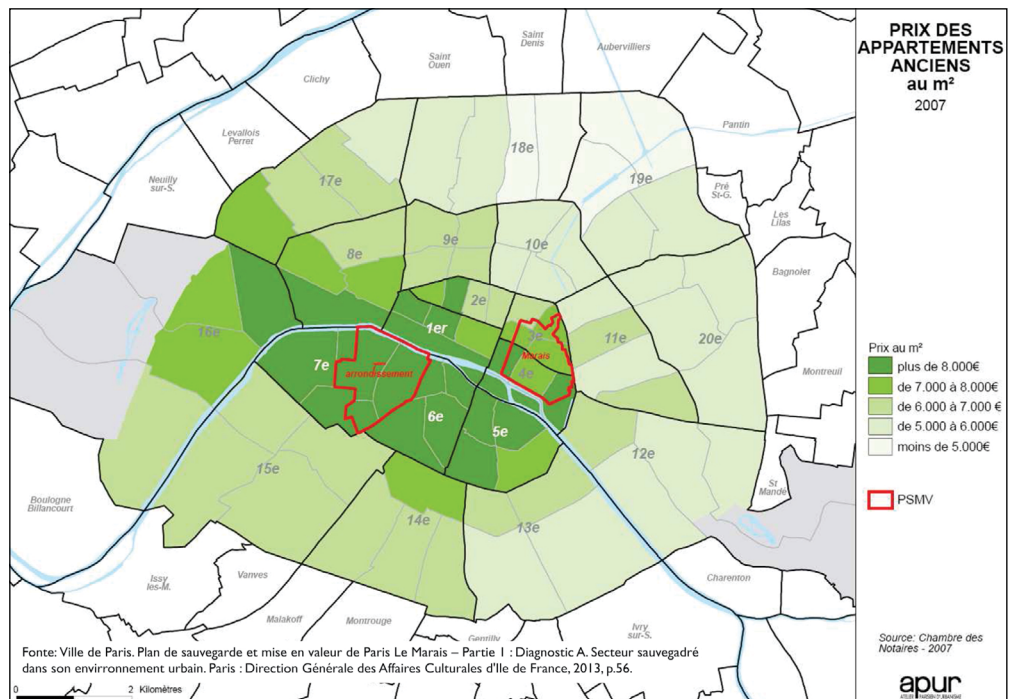 PRIX DES
APPARTEMENTS
ANCIENS
au m²
2007
Saint
Denis
Aubervilliers
Saint
Ouen
Clichy
Pantin
Levallois
Perret
Neuilly
sur-S.
Pré
St-G.
Les
Lilas
Bagnolet
Montreuil
St
Mandé
Charenton
Ivry
sur-S.
Gentilly
Montrouge
Malakoff
Vanves
Issy
les-M.
Boulogne
Billancourt
18e
19e
17e
9e
10e
8e
2e
1er
3e
Marais
4e
11e
20e
16e
7e
arrondissement
6e
5e
12e
15e
14e
13e
Prix au m²
plus de 8.000€
de 7.000 à 8.000€
de 6.000 à 7.000 €
de 5.000 à 6.000€
moins de 5.000€
PSMV
Source: Chambre des
Notaires - 2007
apur
Fonte: Ville de Paris. Plan de sauvegarde et mise en valeur de Paris Le Marais – Partie 1 : Diagnostic A. Secteur sauvegadré
dans son envirronnement urbain. Paris : Direction Générale des Affaires Culturales d'Ile de France, 2013, p.56.
0 2 Kilomètres